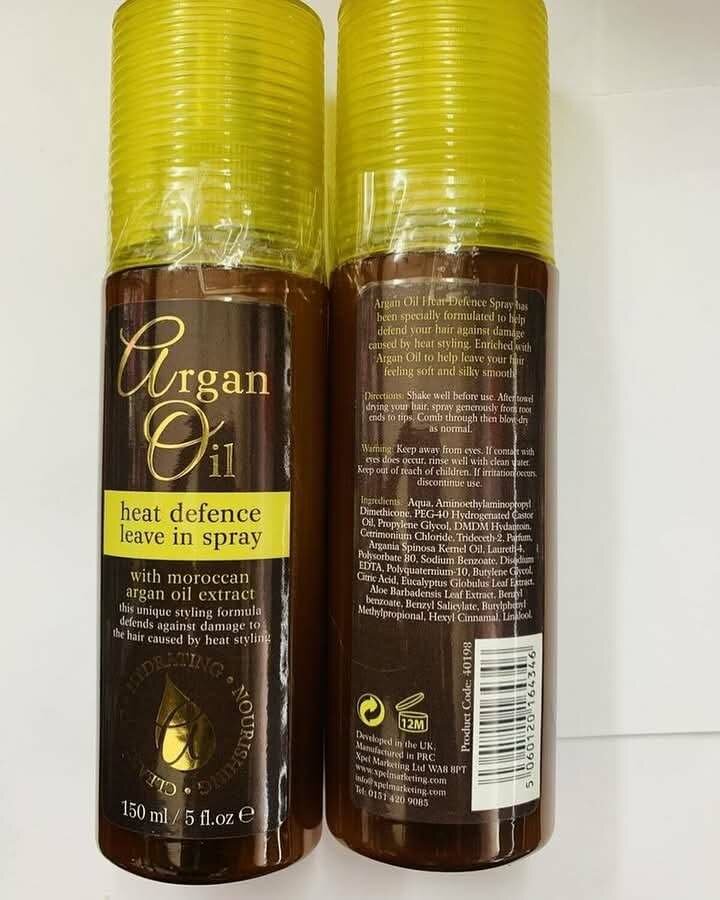 Argan
Oil
heat defence
leave in spray
with moroccan
argan oil extract
this unique styling formula
defends against damage to
the hair caused by heat styling
HYDRATING • NOURISHING •
150 ml / 5 fl.oz e
Argan Oil Heat Defence Spray has
been specially formulated to help
defend your hair against damage
caused by heat styling. Enriched with
Argan Oil to help leave your hair
feeling soft and silky smooth
Directions: Shake well before use. After towel
drying your hair, spray generously from root
ends to tips. Comb through then blow-dry
as normal.
Warning: Keep away from eyes. If contact with
eyes does occur, rinse well with clean water.
Keep out of reach of children. If irritation occurs,
discontinue use.
Ingredients: Aqua, Aminoethylaminopropyl
Dimethicone, PEG-40 Hydrogenated Castor
Oil, Propylene Glycol, DMDM Hydantoin,
Cetrimonium Chloride, Trideceth-2, Parfum,
Argania Spinosa Kernel Oil, Laureth-4,
Polysorbate 80, Sodium Benzoate, Disodium
EDTA, Polyquaternium-10, Butylene Glycol,
Citric Acid, Eucalyptus Globulus Leaf Extract,
Aloe Barbadensis Leaf Extract, Benzyl
benzoate, Benzyl Salicylate, Butylphenyl
Methylpropional, Hexyl Cinnamal, Linalool.
12M
Developed in the UK,
Manufactured in PRC
Xpel Marketing Ltd WA8 8PT
www.xpelmarketing.com
info@xpelmarketing.com
Tel: 0151 420 9085
Product Code: 40198
5 060120 164346